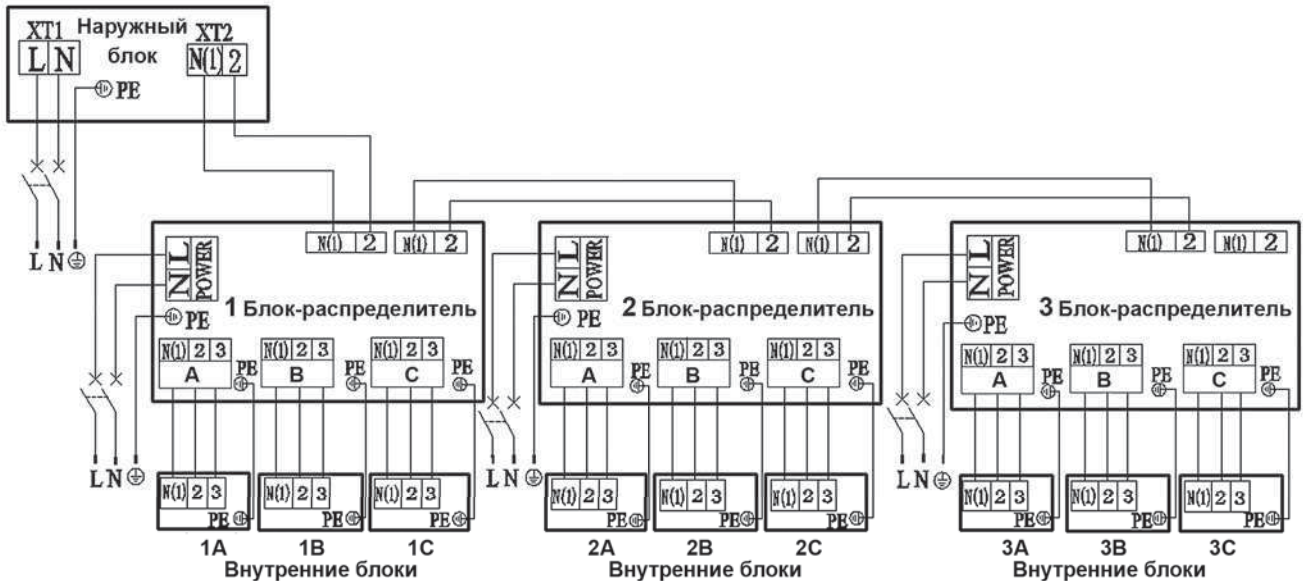 XT1 Наружный XT2
блок
L N
N(1) 2
PE
L N
N(1) 2
N(1) 2
N(1) 2
N(1) 2
N(1) 2
N(1) 2
N L
POWER
N L
POWER
N L
POWER
1 Блок-распределитель
2 Блок-распределитель
3 Блок-распределитель
PE
PE
PE
N(1) 2 3
A
PE
N(1) 2 3
B
PE
N(1) 2 3
C
PE
N(1) 2 3
A
PE
N(1) 2 3
B
PE
N(1) 2 3
C
PE
N(1) 2 3
A
PE
N(1) 2 3
B
PE
N(1) 2 3
C
PE
L N
L N
L N
N(1) 2 3
PE
N(1) 2 3
PE
N(1) 2 3
PE
N(1) 2 3
PE
N(1) 2 3
PE
N(1) 2 3
PE
N(1) 2 3
PE
N(1) 2 3
PE
N(1) 2 3
PE
1A 1B 1C
Внутренние блоки
2A 2B 2C
Внутренние блоки
3A 3B 3C
Внутренние блоки